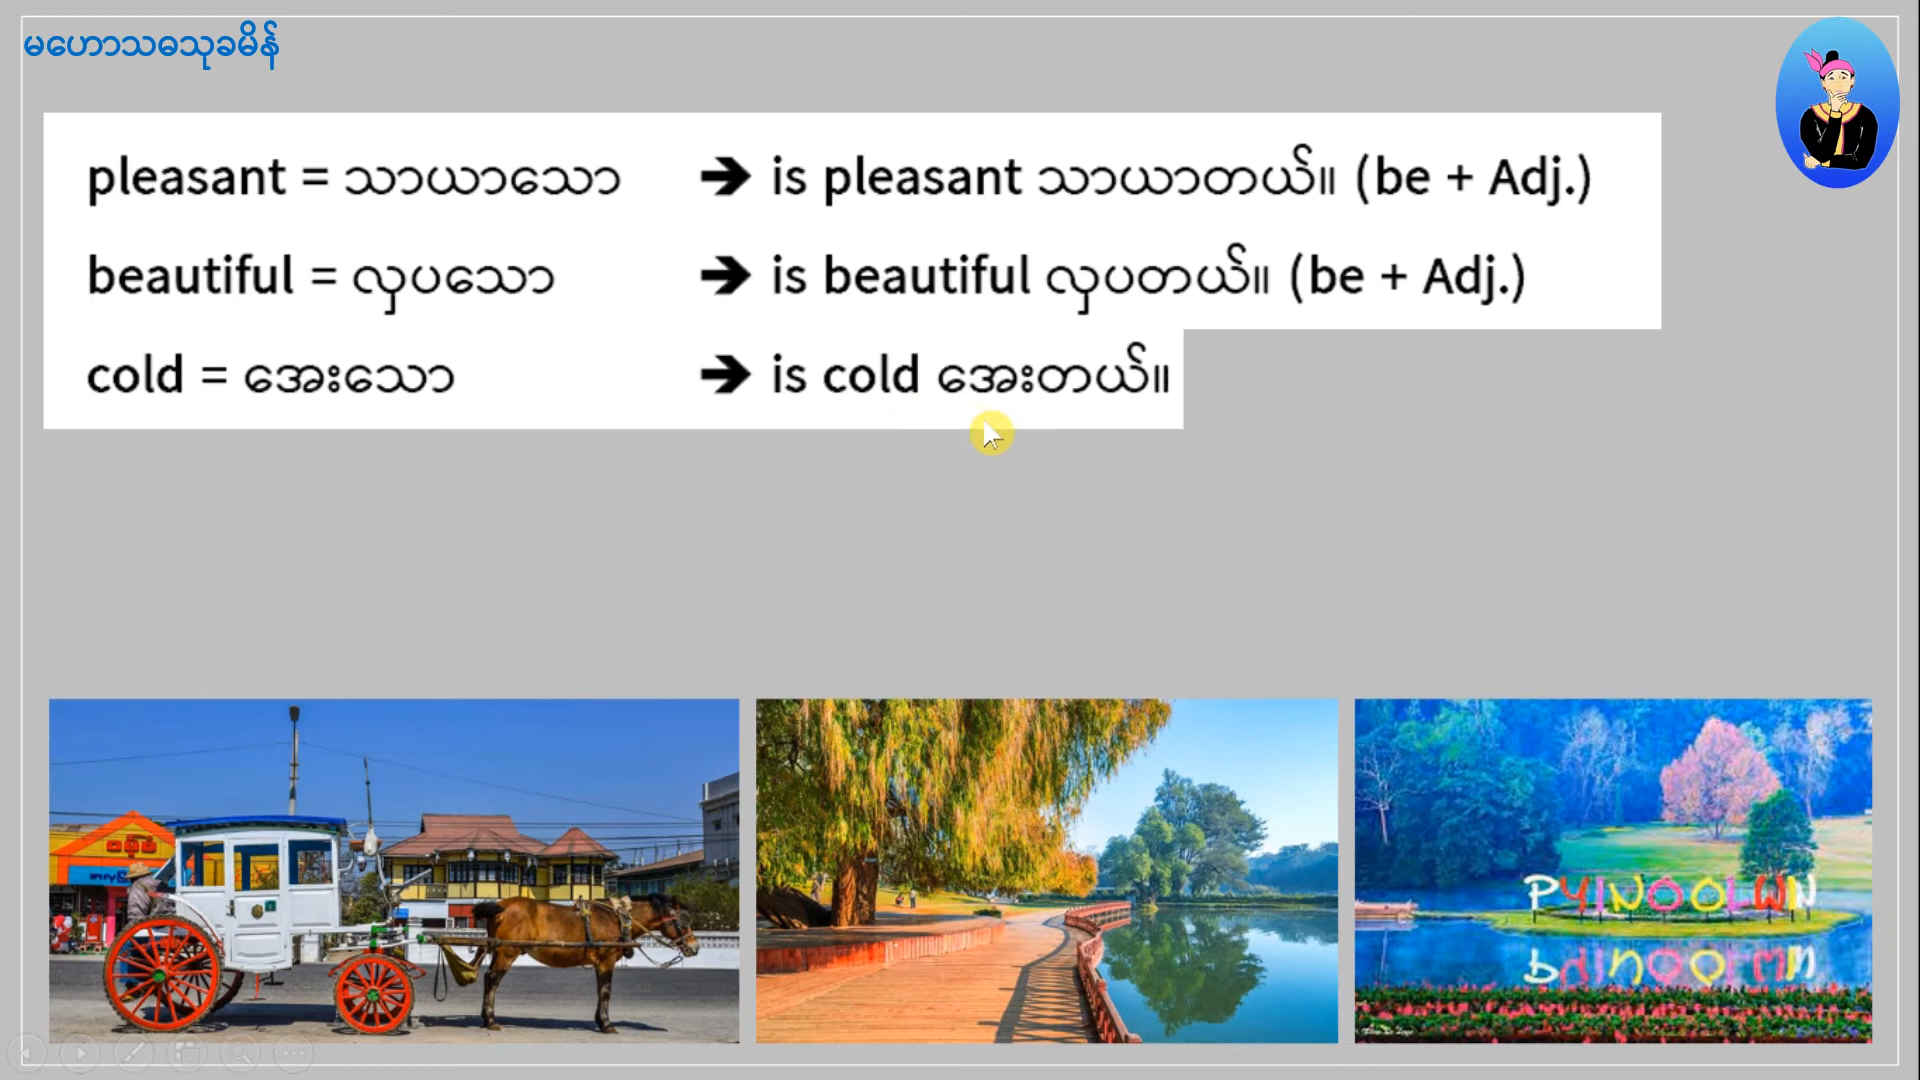 မဟောသဓသုခမိန်
pleasant = သာယာသော ➔ is pleasant သာယာတယ်။ (be + Adj.)
beautiful = လှပသော ➔ is beautiful လှပတယ်။ (be + Adj.)
cold = အေးသော ➔ is cold အေးတယ်။
PYINOOLWIN